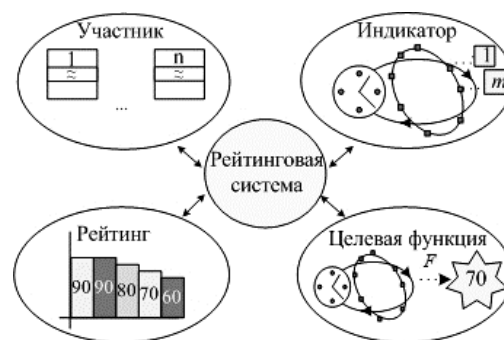 Участник
1
n
≈
≈
...
Индикатор
1
m
Рейтинговая
система
Рейтинг
90 90 80 70 60
Целевая функция
F
70